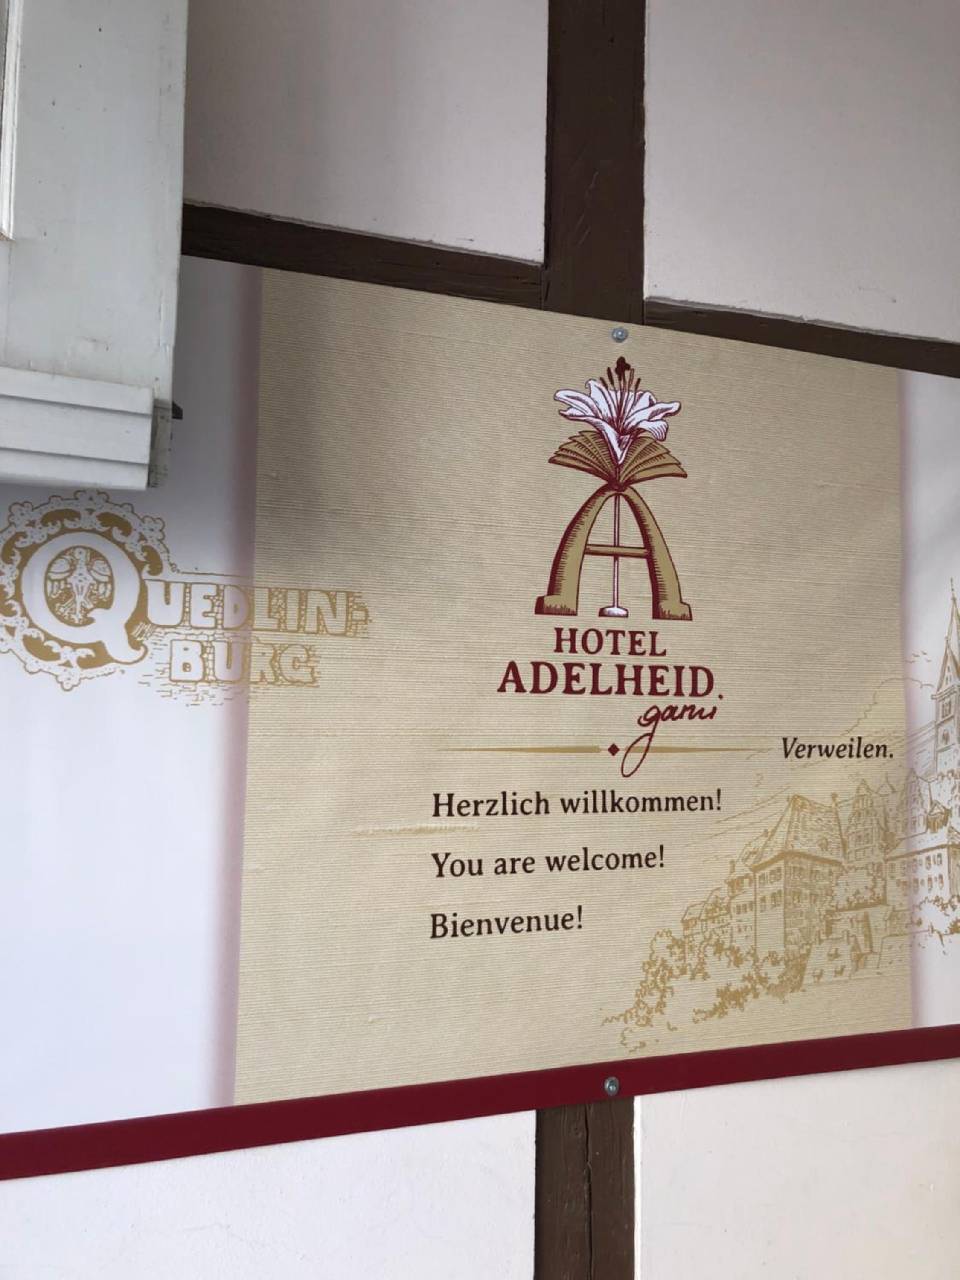 QUEDLIN-
BURG
A
HOTEL
ADELHEID.
garni
Verweilen.
Herzlich willkommen!
You are welcome!
Bienvenue!